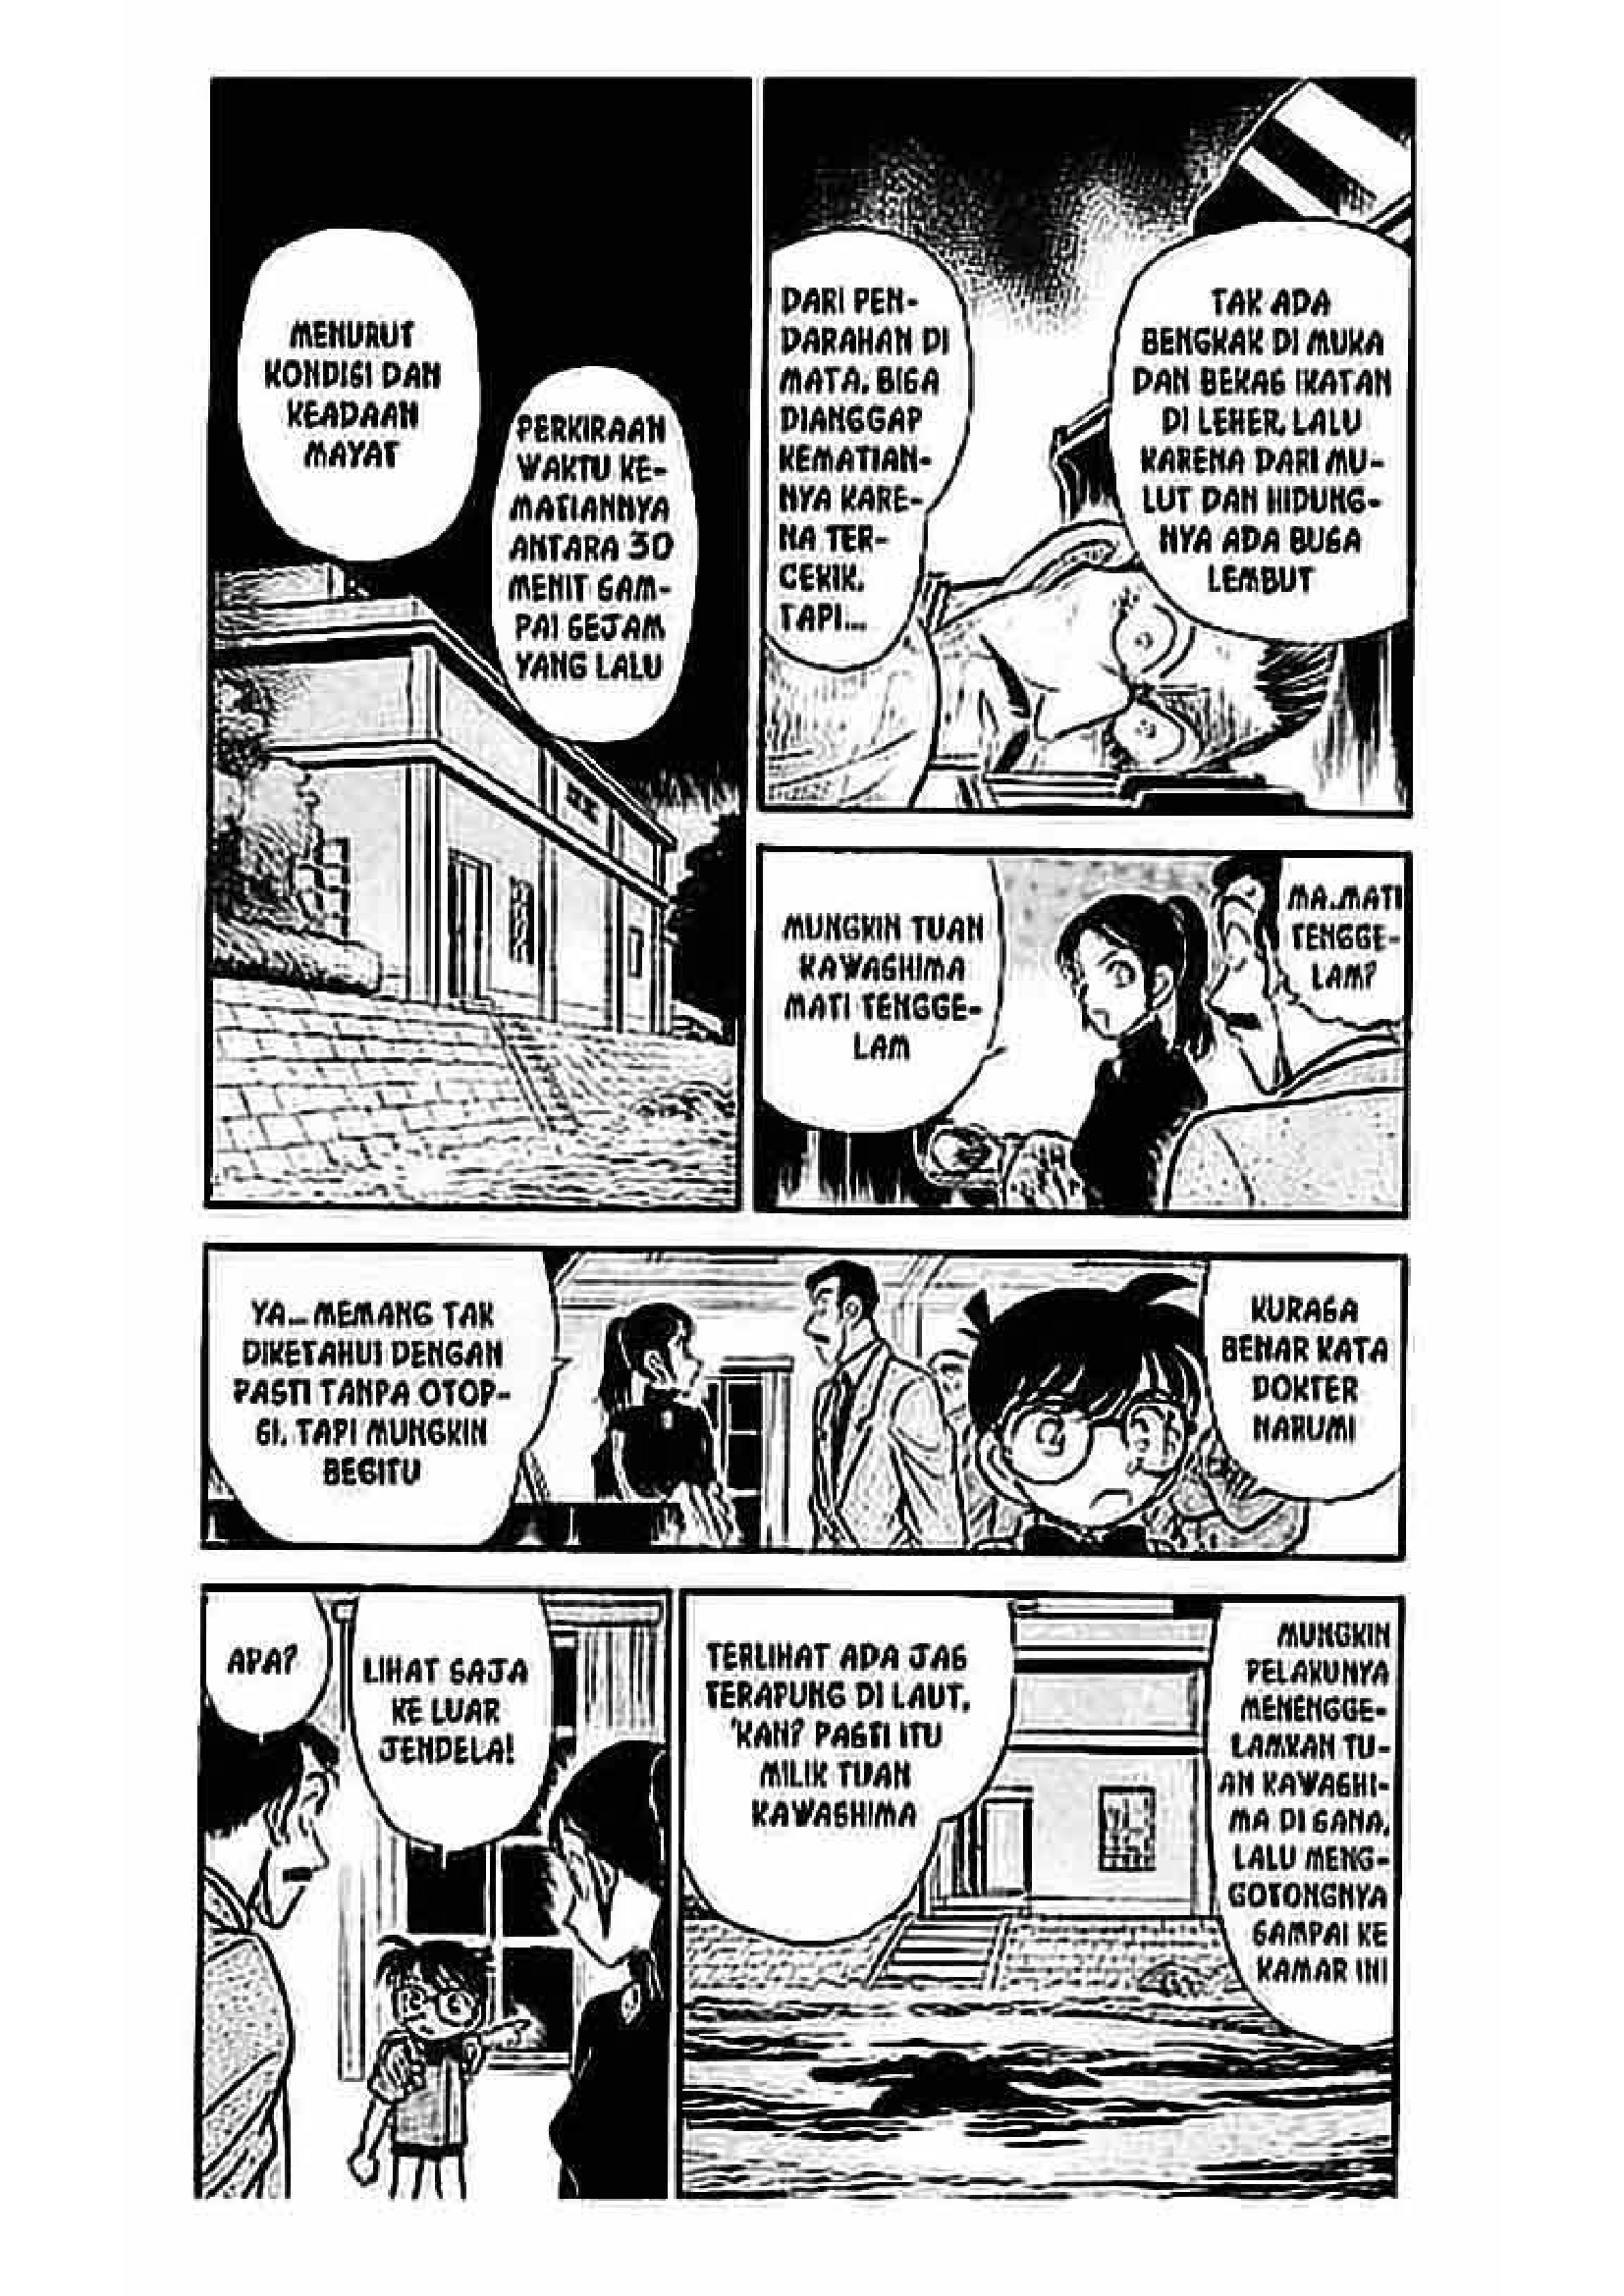 MENURUT
KONDISI DAN
KEADAAN
MAYAT
PERKIRAAN
WAKTU KE-
MATIANNYA
ANTARA 30
MENIT SAM-
PAI SEJAM
YANG LALU
DARI PEN-
DARAHAN DI
MATA, BISA
DIANGGAP
KEMATIAN-
NYA KARE-
NA TER-
CEKIK.
TAPI...
TAK ADA
BENGKAK DI MUKA
DAN BEKAS IKATAN
DI LEHER, LALU
KARENA DARI MU-
LUT DAN HIDUNG-
NYA ADA BUSA
LEMBUT
MUNGKIN TUAN
KAWASHIMA
MATI TENGGE-
LAM
MA..MATI
TENGGE-
LAM?
YA... MEMANG TAK
DIKETAHUI DENGAN
PASTI TANPA OTOP-
SI, TAPI MUNGKIN
BEGITU
KURASA
BENAR KATA
DOKTER
NARUMI
APA?
LIHAT SAJA
KE LUAR
JENDELA!
TERLIHAT ADA JAS
TERAPUNG DI LAUT,
'KAN? PASTI ITU
MILIK TUAN
KAWASHIMA
MUNGKIN
PELAKUNYA
MENENGGE-
LAMKAN TU-
AN KAWASHI-
MA DI SANA,
LALU MENG-
GOTONGNYA
SAMPAI KE
KAMAR INI